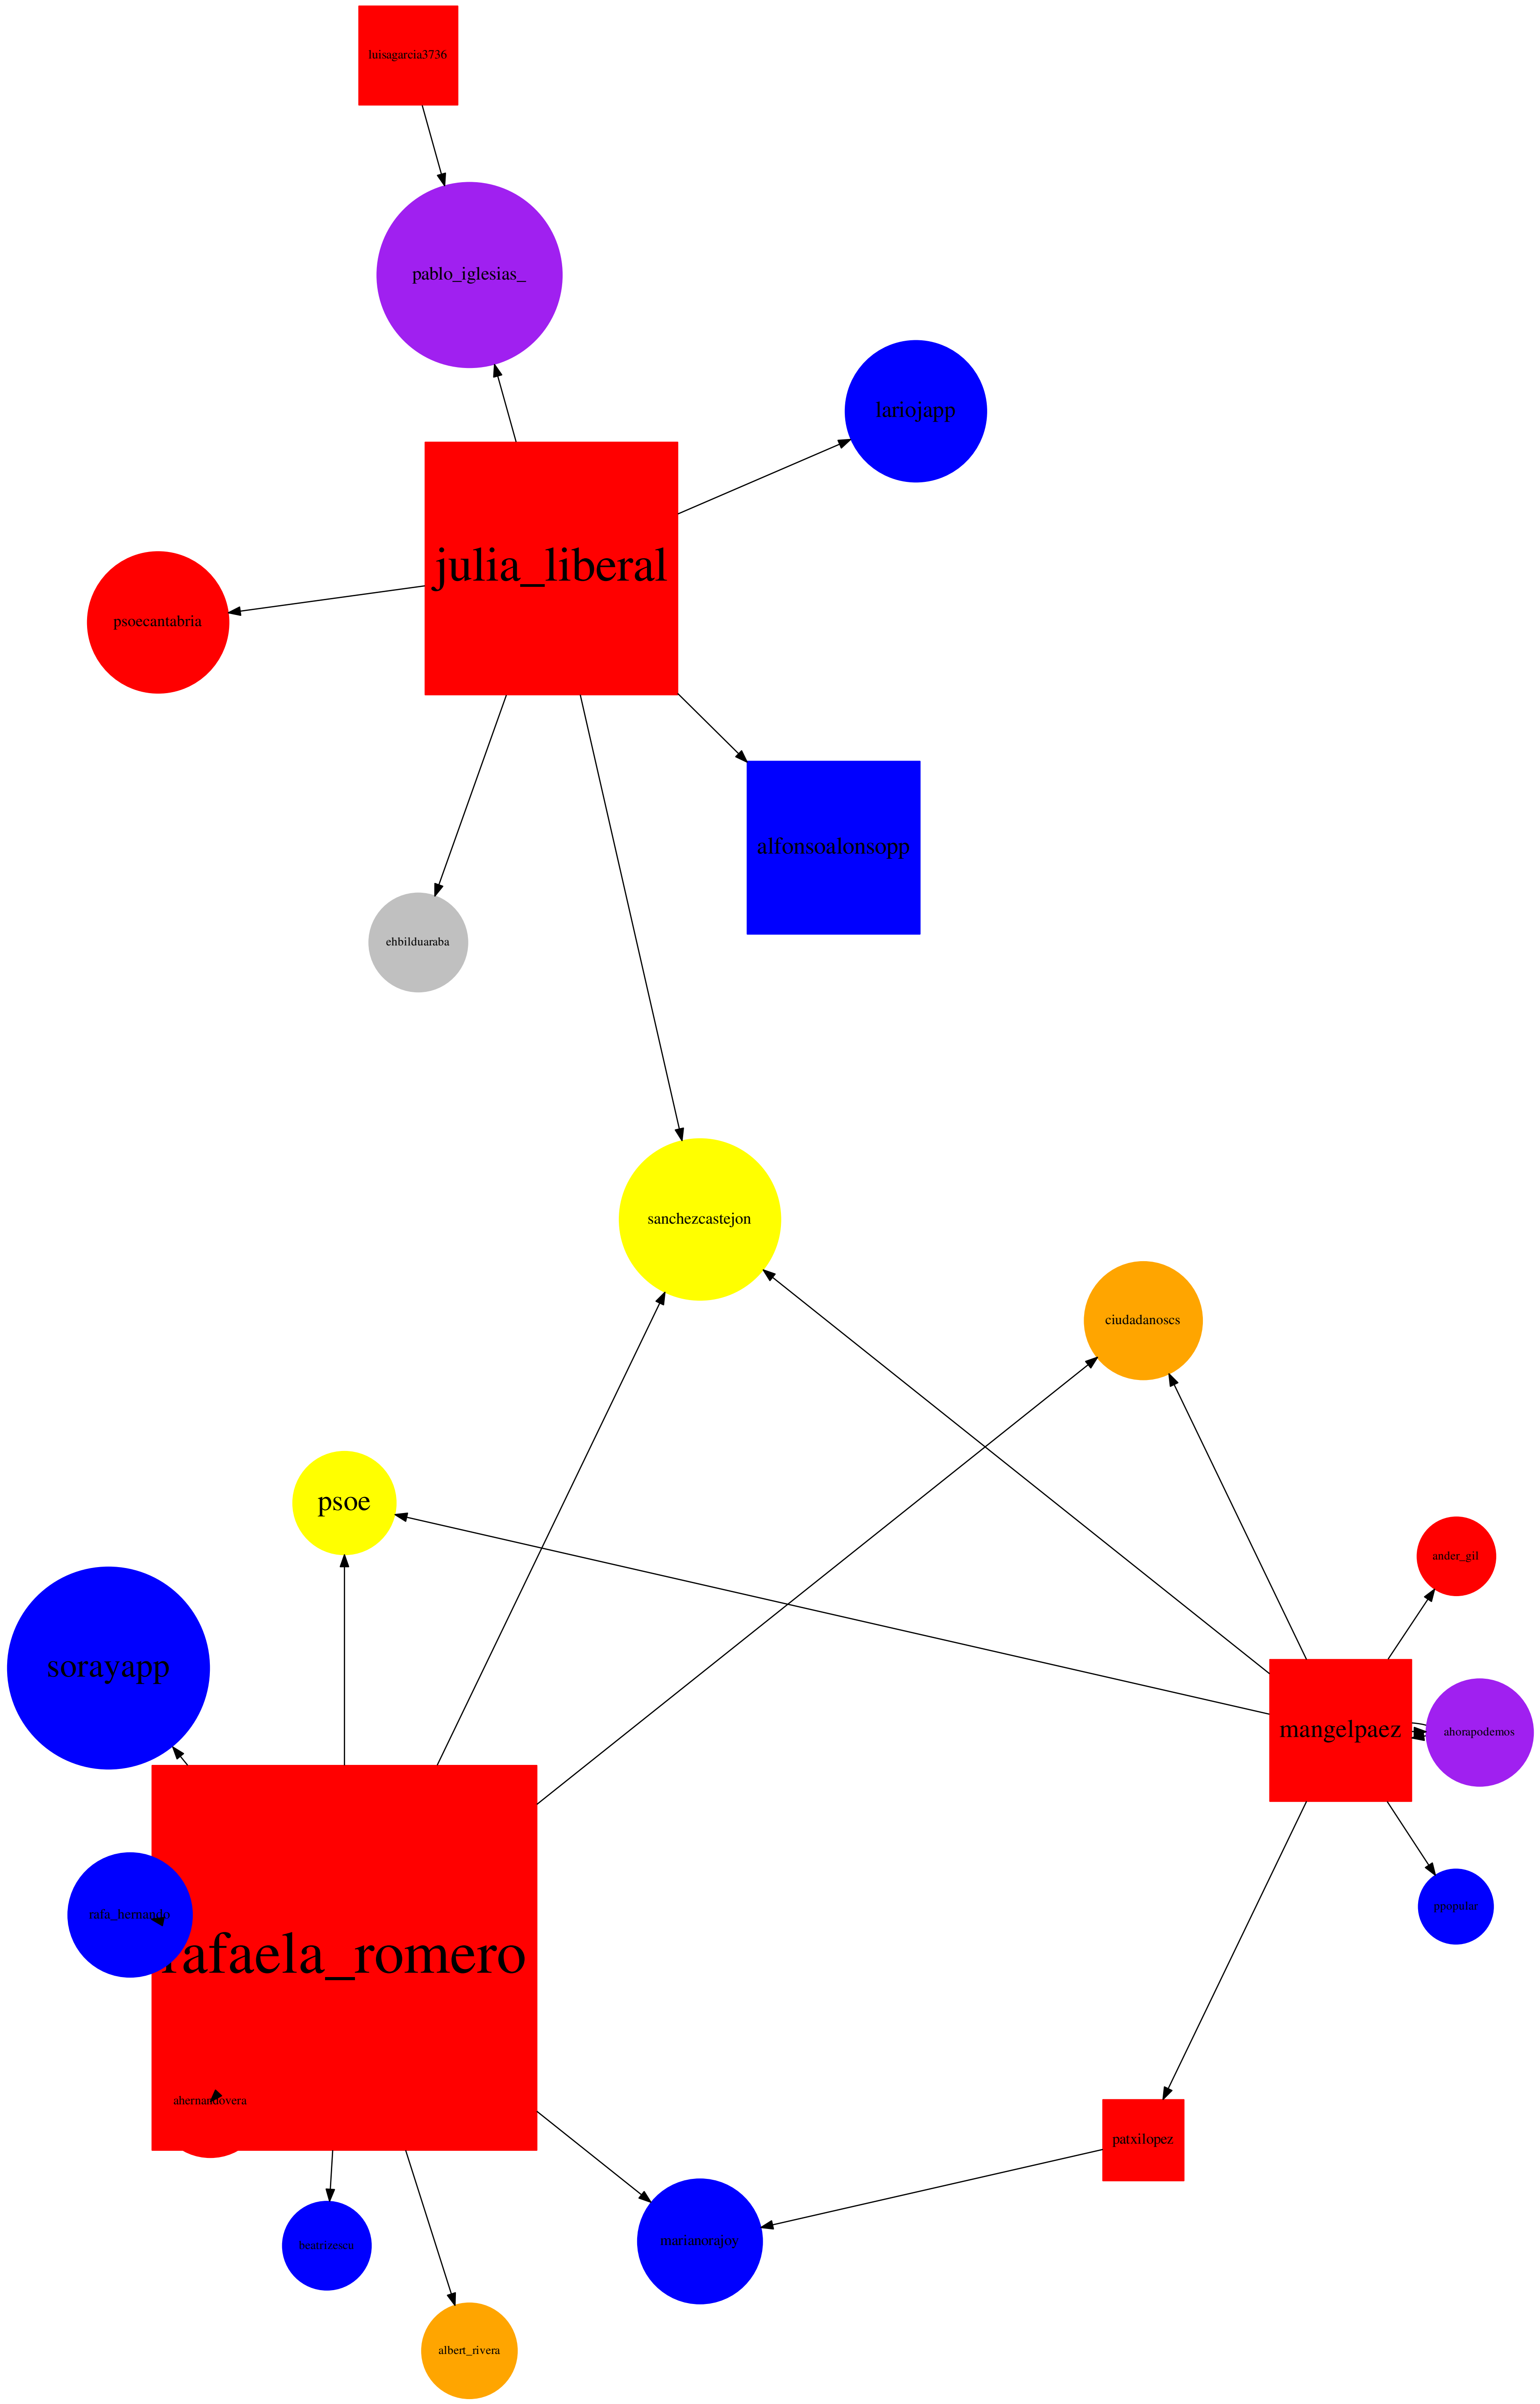 luisagarcia3736
pablo_iglesias_
lariojapp
julia_liberal
psoecantabria
alfonsoalonsopp
ehbilduaraba
sanchezcastejon
ciudadanoscs
psoe
ander_gil
sorayapp
mangelpaez
ahorapodemos
ppopular
rafa_hernando
rafaela_romero
ahernandovera
patxilopez
marianorajoy
beatrizescu
albert_rivera